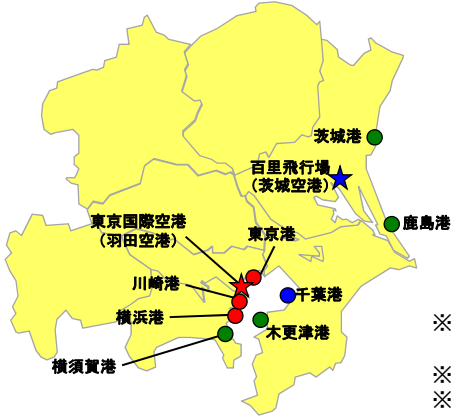 茨城港
百里飛行場
（茨城空港）
鹿島港
東京国際空港
（羽田空港）
東京港
川崎港
千葉港
横浜港
木更津港
横須賀港
※
※
※